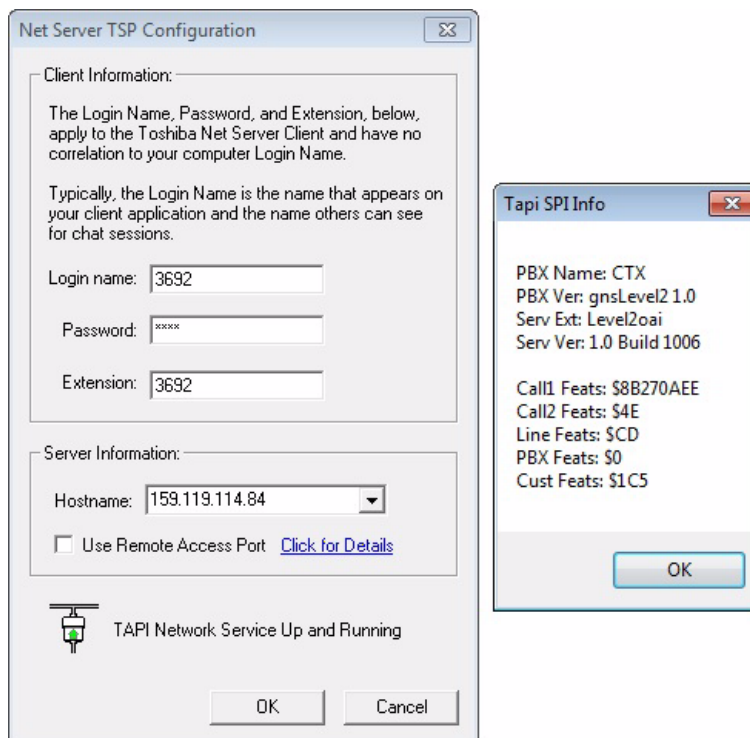 Net Server TSP Configuration
Client Information:
The Login Name, Password, and Extension, below,
apply to the Toshiba Net Server Client and have no
correlation to your computer Login Name.
Typically, the Login Name is the name that appears on
your client application and the name others can see
for chat sessions.
Login name: 3692
Password: ****
Extension: 3692
Server Information:
Hostname: 159.119.114.84
Use Remote Access Port Click for Details
TAPI Network Service Up and Running
OK Cancel
Tapi SPI Info
PBX Name: CTX
PBX Ver: gnsLevel2 1.0
Serv Ext: Level2oai
Serv Ver: 1.0 Build 1006
Call1 Feats: $8B270AEE
Call2 Feats: $4E
Line Feats: $CD
PBX Feats: $0
Cust Feats: $1C5
OK